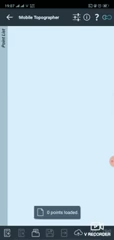 19:07
Mobile Topographer
Point List
0 points loaded
V RECORDER